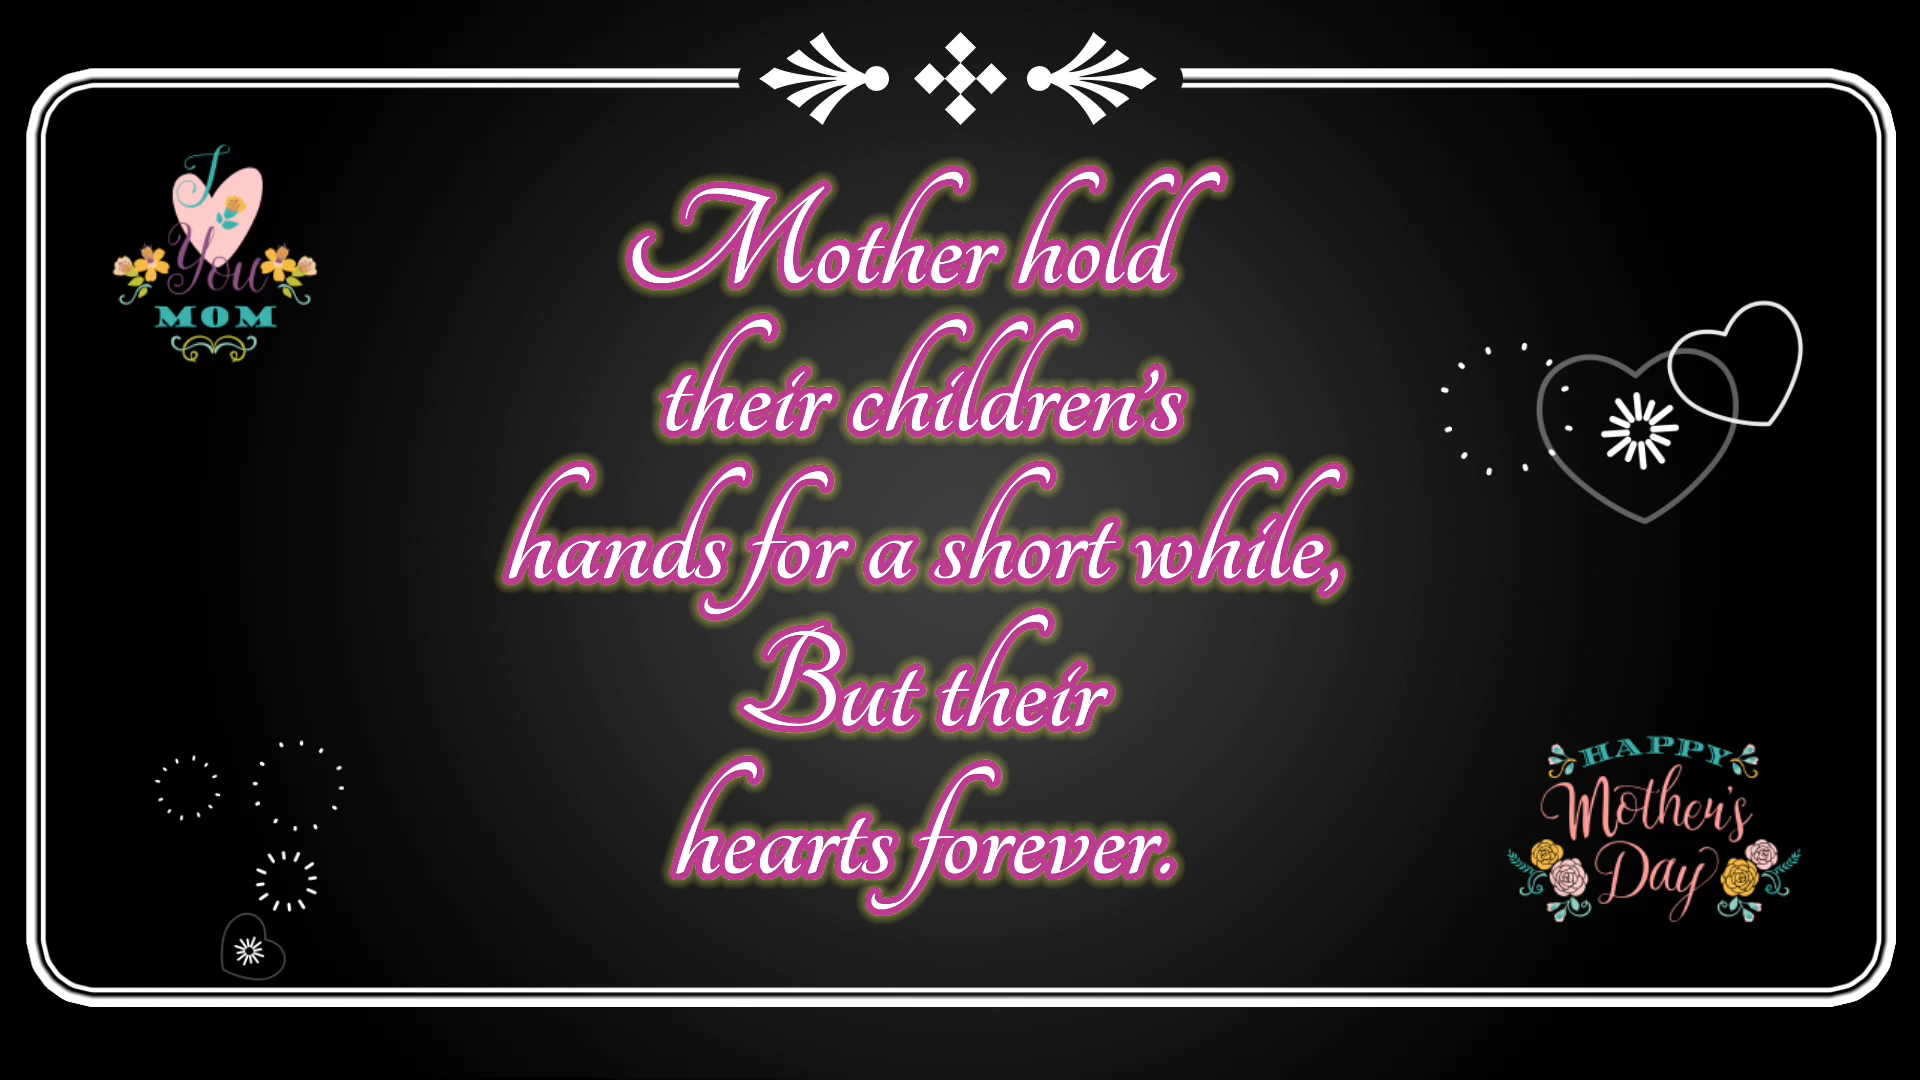 I
You
MOM
Mother hold
their children's
hands for a short while,
But their
hearts forever.
HAPPY
Mother's
Day